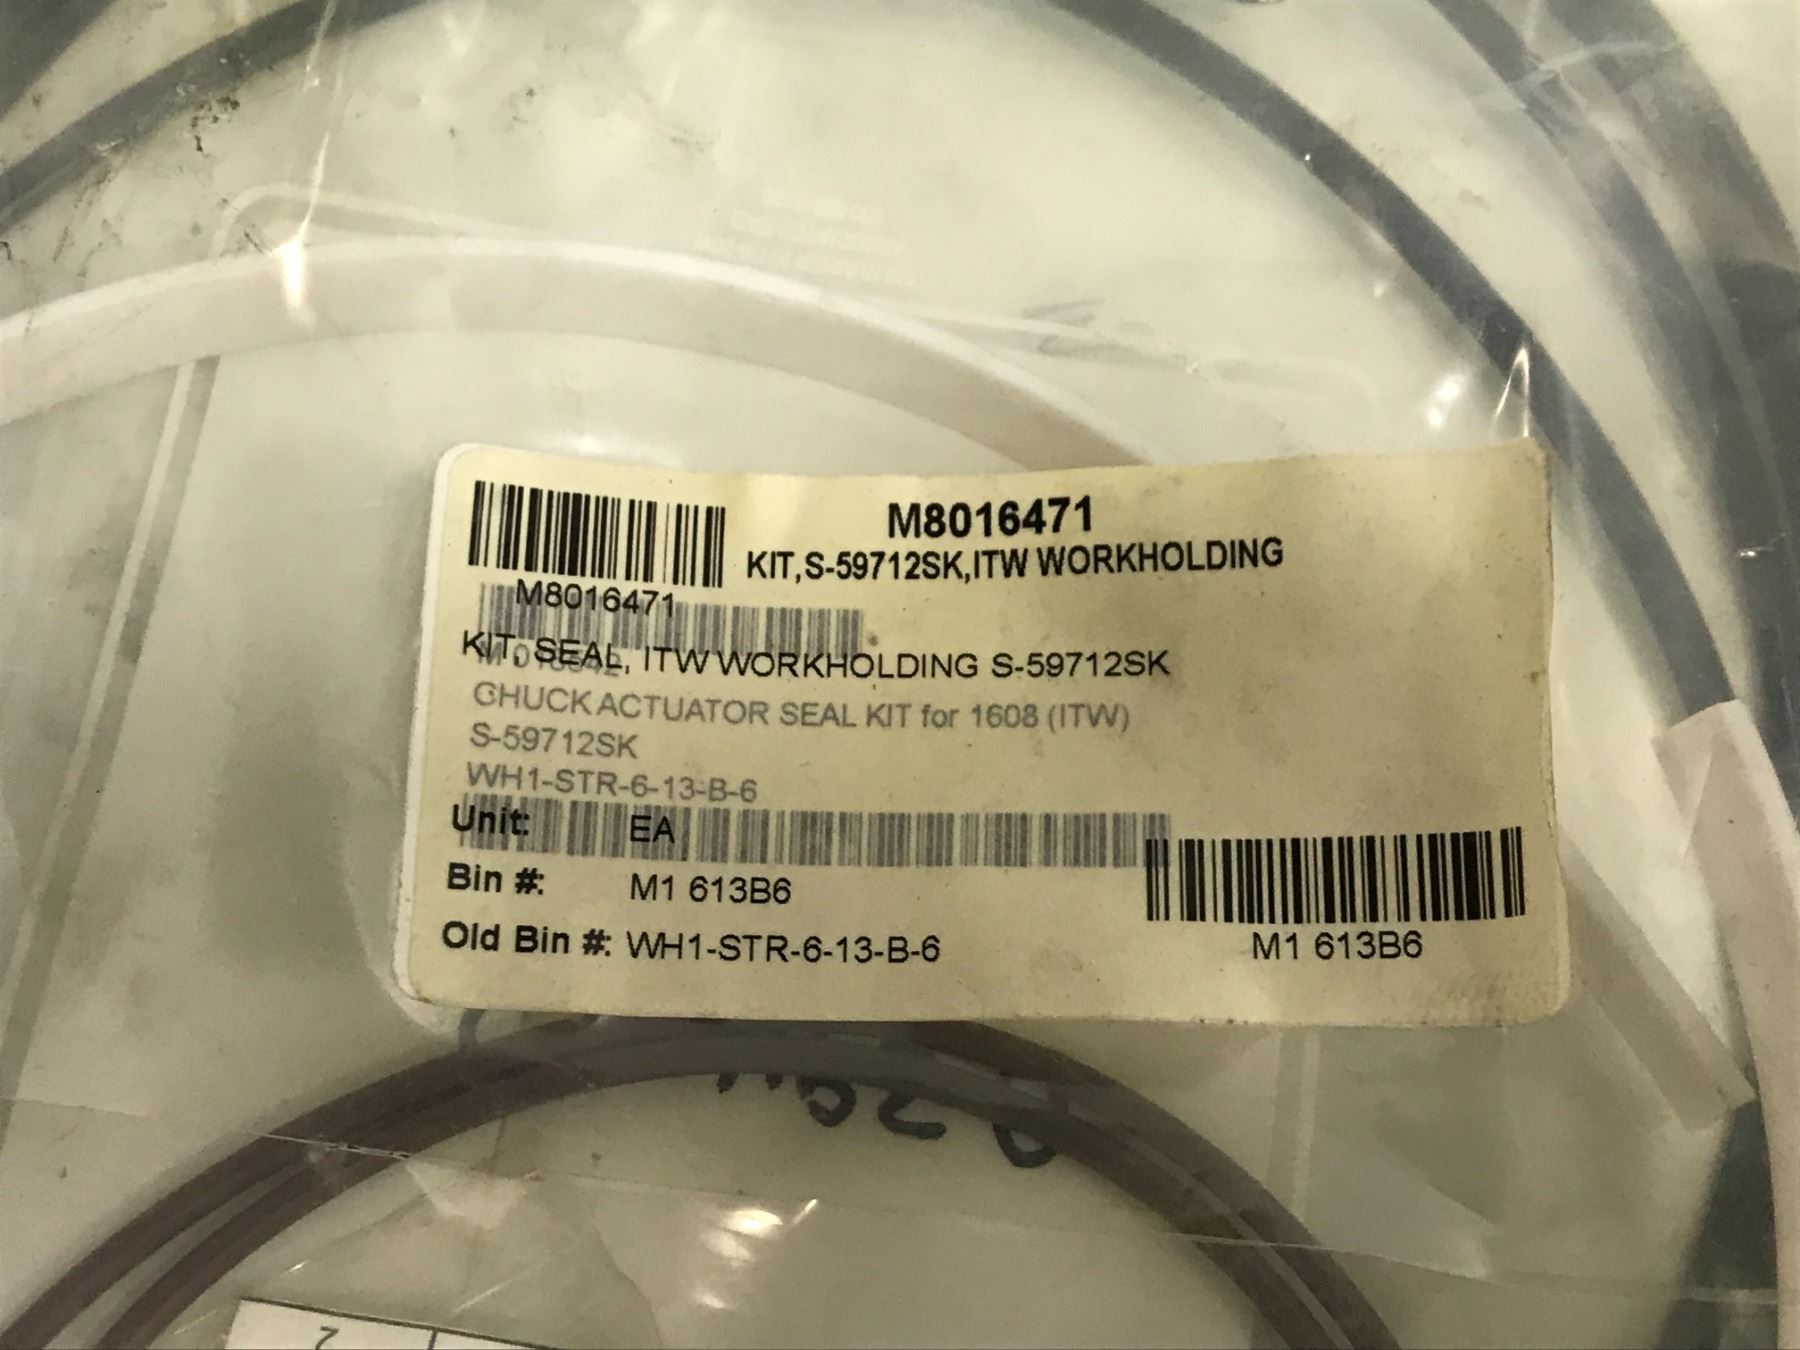 M8016471
KIT,S-59712SK,ITW WORKHOLDING
M8016471
KIT, SEAL, ITW WORKHOLDING S-59712SK
CHUCK ACTUATOR SEAL KIT for 1608 (ITW)
S-59712SK
WH1-STR-6-13-B-6
Unit: EA
Bin #: M1 613B6
Old Bin #: WH1-STR-6-13-B-6
M1 613B6
2